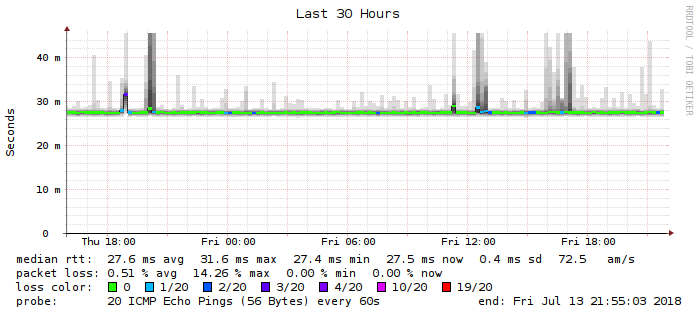 Last 30 Hours
RRDTOOL / TOBI OETIKER
Seconds
40 m
30 m
20 m
10 m
0
Thu 18:00 Fri 00:00 Fri 06:00 Fri 12:00 Fri 18:00
median rtt: 27.6 ms avg 31.6 ms max 27.4 ms min 27.5 ms now 0.4 ms sd 72.5 am/s
packet loss: 0.51 % avg 14.26 % max 0.00 % min 0.00 % now
loss color: 0 1/20 2/20 3/20 4/20 10/20 19/20
probe: 20 ICMP Echo Pings (56 Bytes) every 60s end: Fri Jul 13 21:55:03 2018